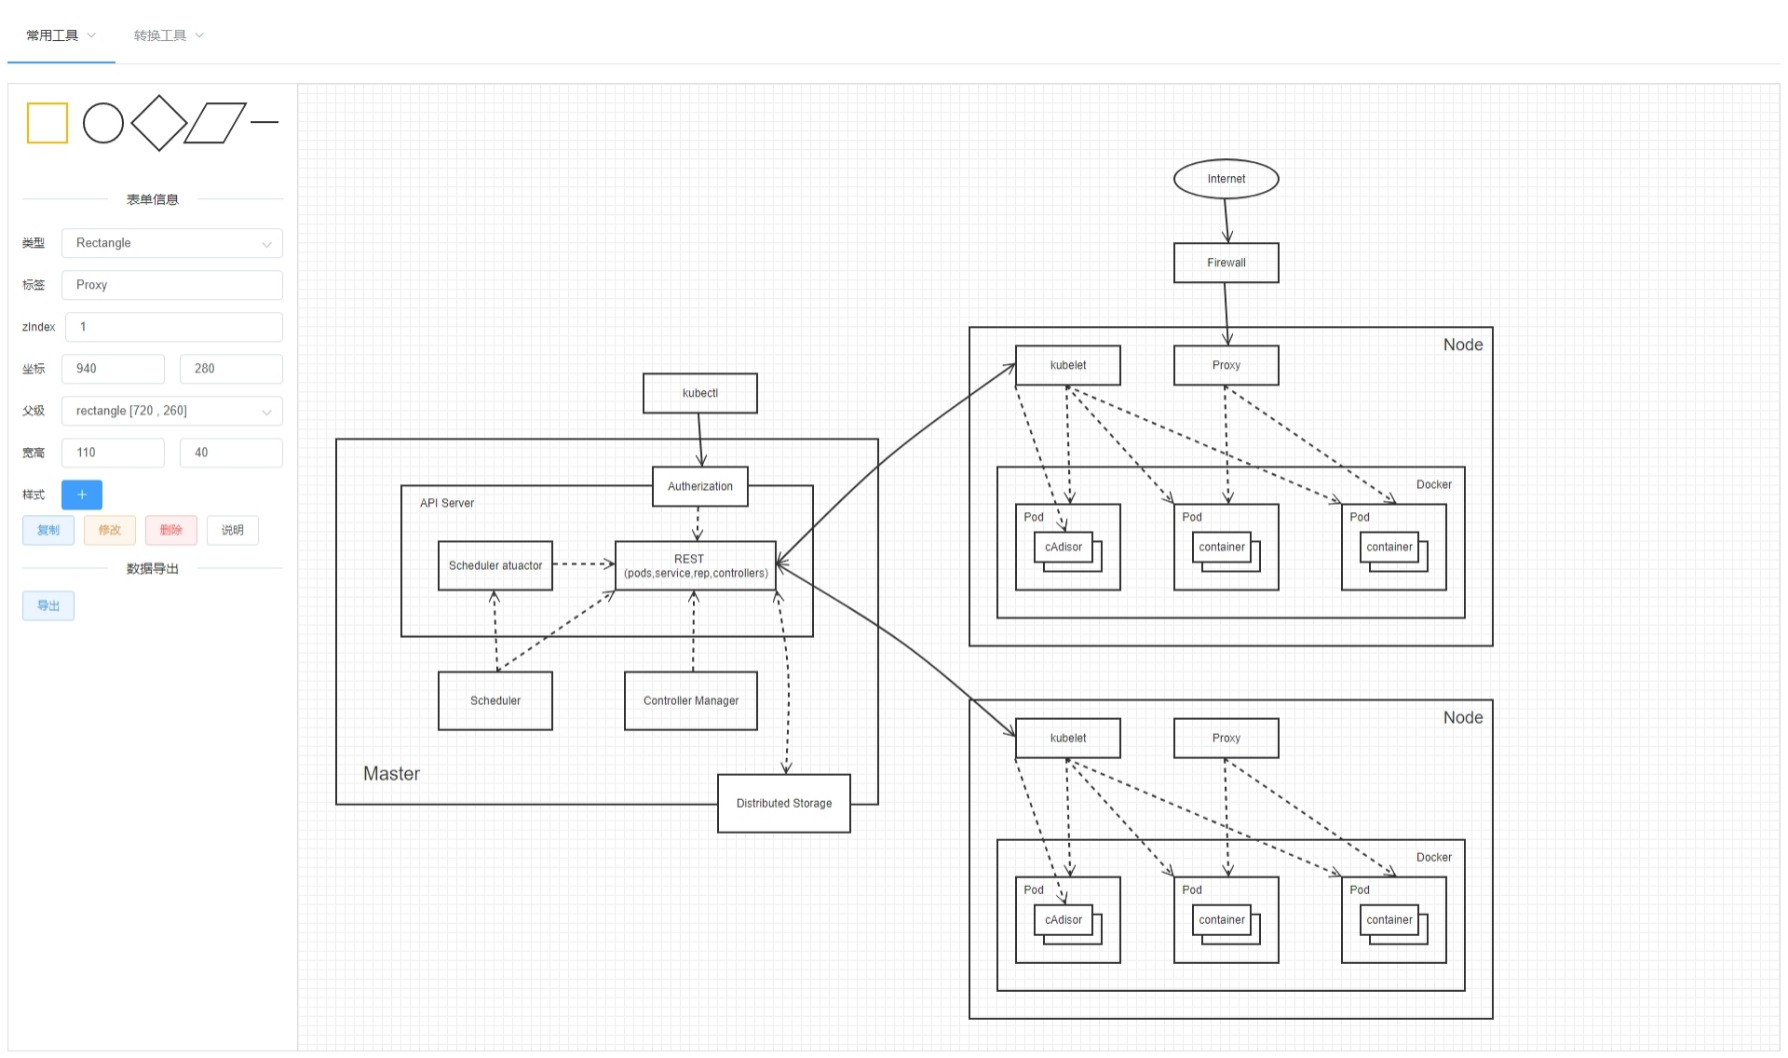 常用工具
转换工具
表单信息
类型
Rectangle
标签
Proxy
zIndex
1
坐标
940
280
父级
rectangle [720 , 260]
宽高
110
40
样式
+
复制
修改
删除
说明
数据导出
导出
Internet
Firewall
Node
kubelet
Proxy
Docker
Pod
cAdisor
Pod
container
Pod
container
kubectl
Autherization
API Server
Scheduler atuactor
REST
(pods,service,rep,controllers)
Scheduler
Controller Manager
Master
Distributed Storage
Node
kubelet
Proxy
Docker
Pod
cAdisor
Pod
container
Pod
container